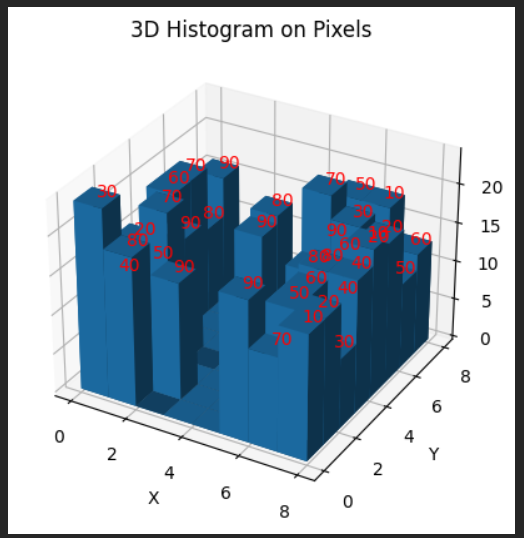 3D Histogram on Pixels
70 90
30 60 70 50 10
70 80
20 90 80 90 30
80 50 90 60 60
40 90 80 40 50
90 50 60 40
20
70 10 30
20
15
10
5
0
0 2 4 6 8
X
0 2 4 6 8
Y